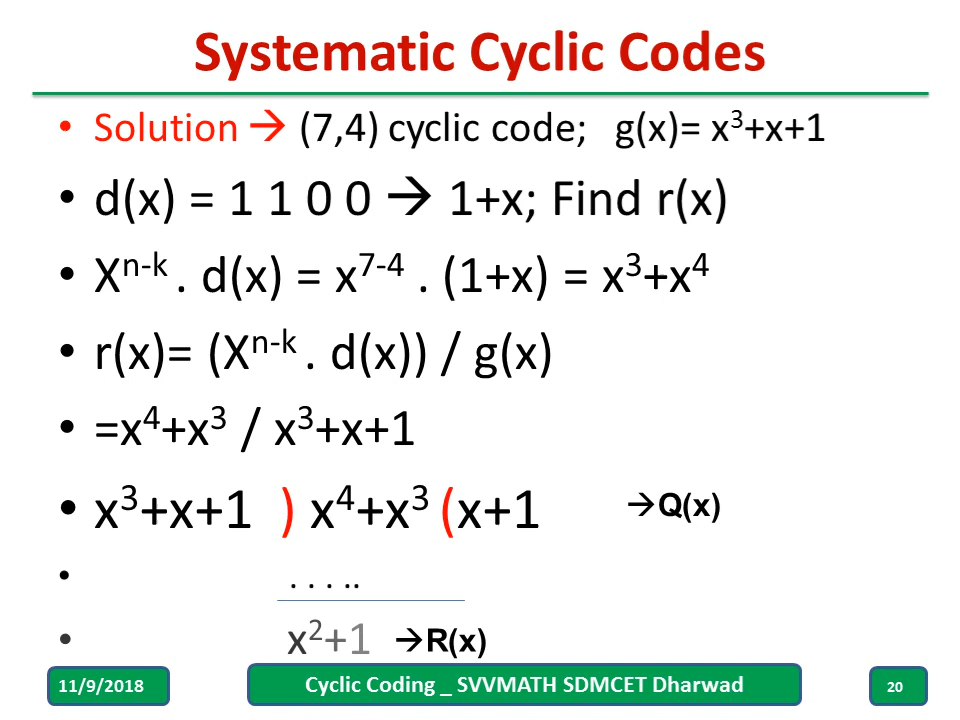 Systematic Cyclic Codes
• Solution → (7,4) cyclic code; g(x)= x³+x+1
• d(x) = 1 1 0 0 → 1+x; Find r(x)
• Xⁿ⁻ᵏ . d(x) = x⁷⁻⁴ . (1+x) = x³+x⁴
• r(x)= (Xⁿ⁻ᵏ . d(x)) / g(x)
• =x⁴+x³ / x³+x+1
• x³+x+1 ) x⁴+x³ (x+1 →Q(x)
• . . . ..
• x²+1 →R(x)
11/9/2018 Cyclic Coding _ SVVMATH SDMCET Dharwad 20